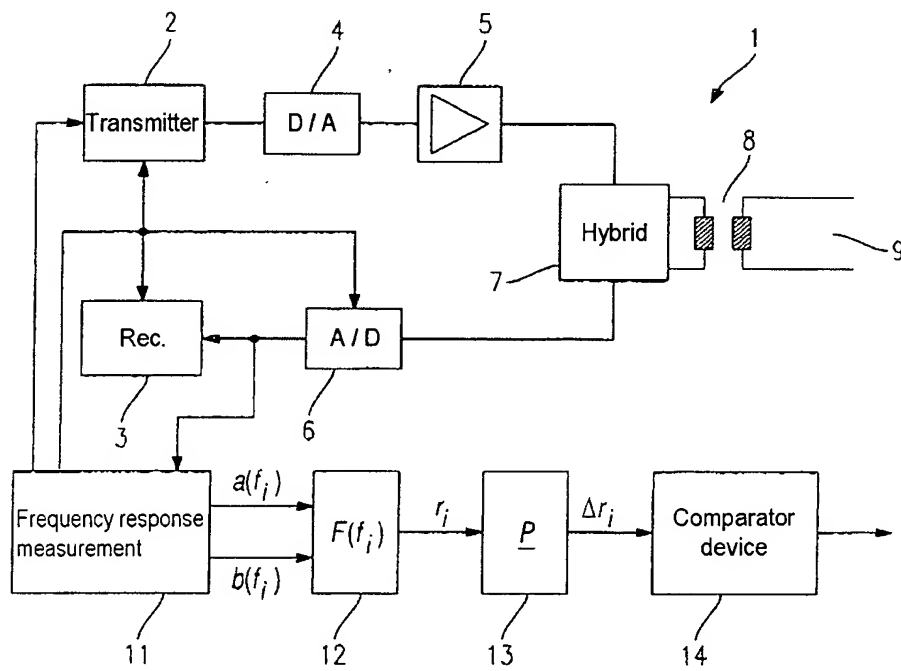 2
4
5
1
Transmitter
D / A
8
Hybrid
9
7
Rec.
A / D
3
6
a(f_i)
Frequency response
measurement
F(f_i)
r_i
P
Δr_i
Comparator
device
b(f_i)
11
12
13
14